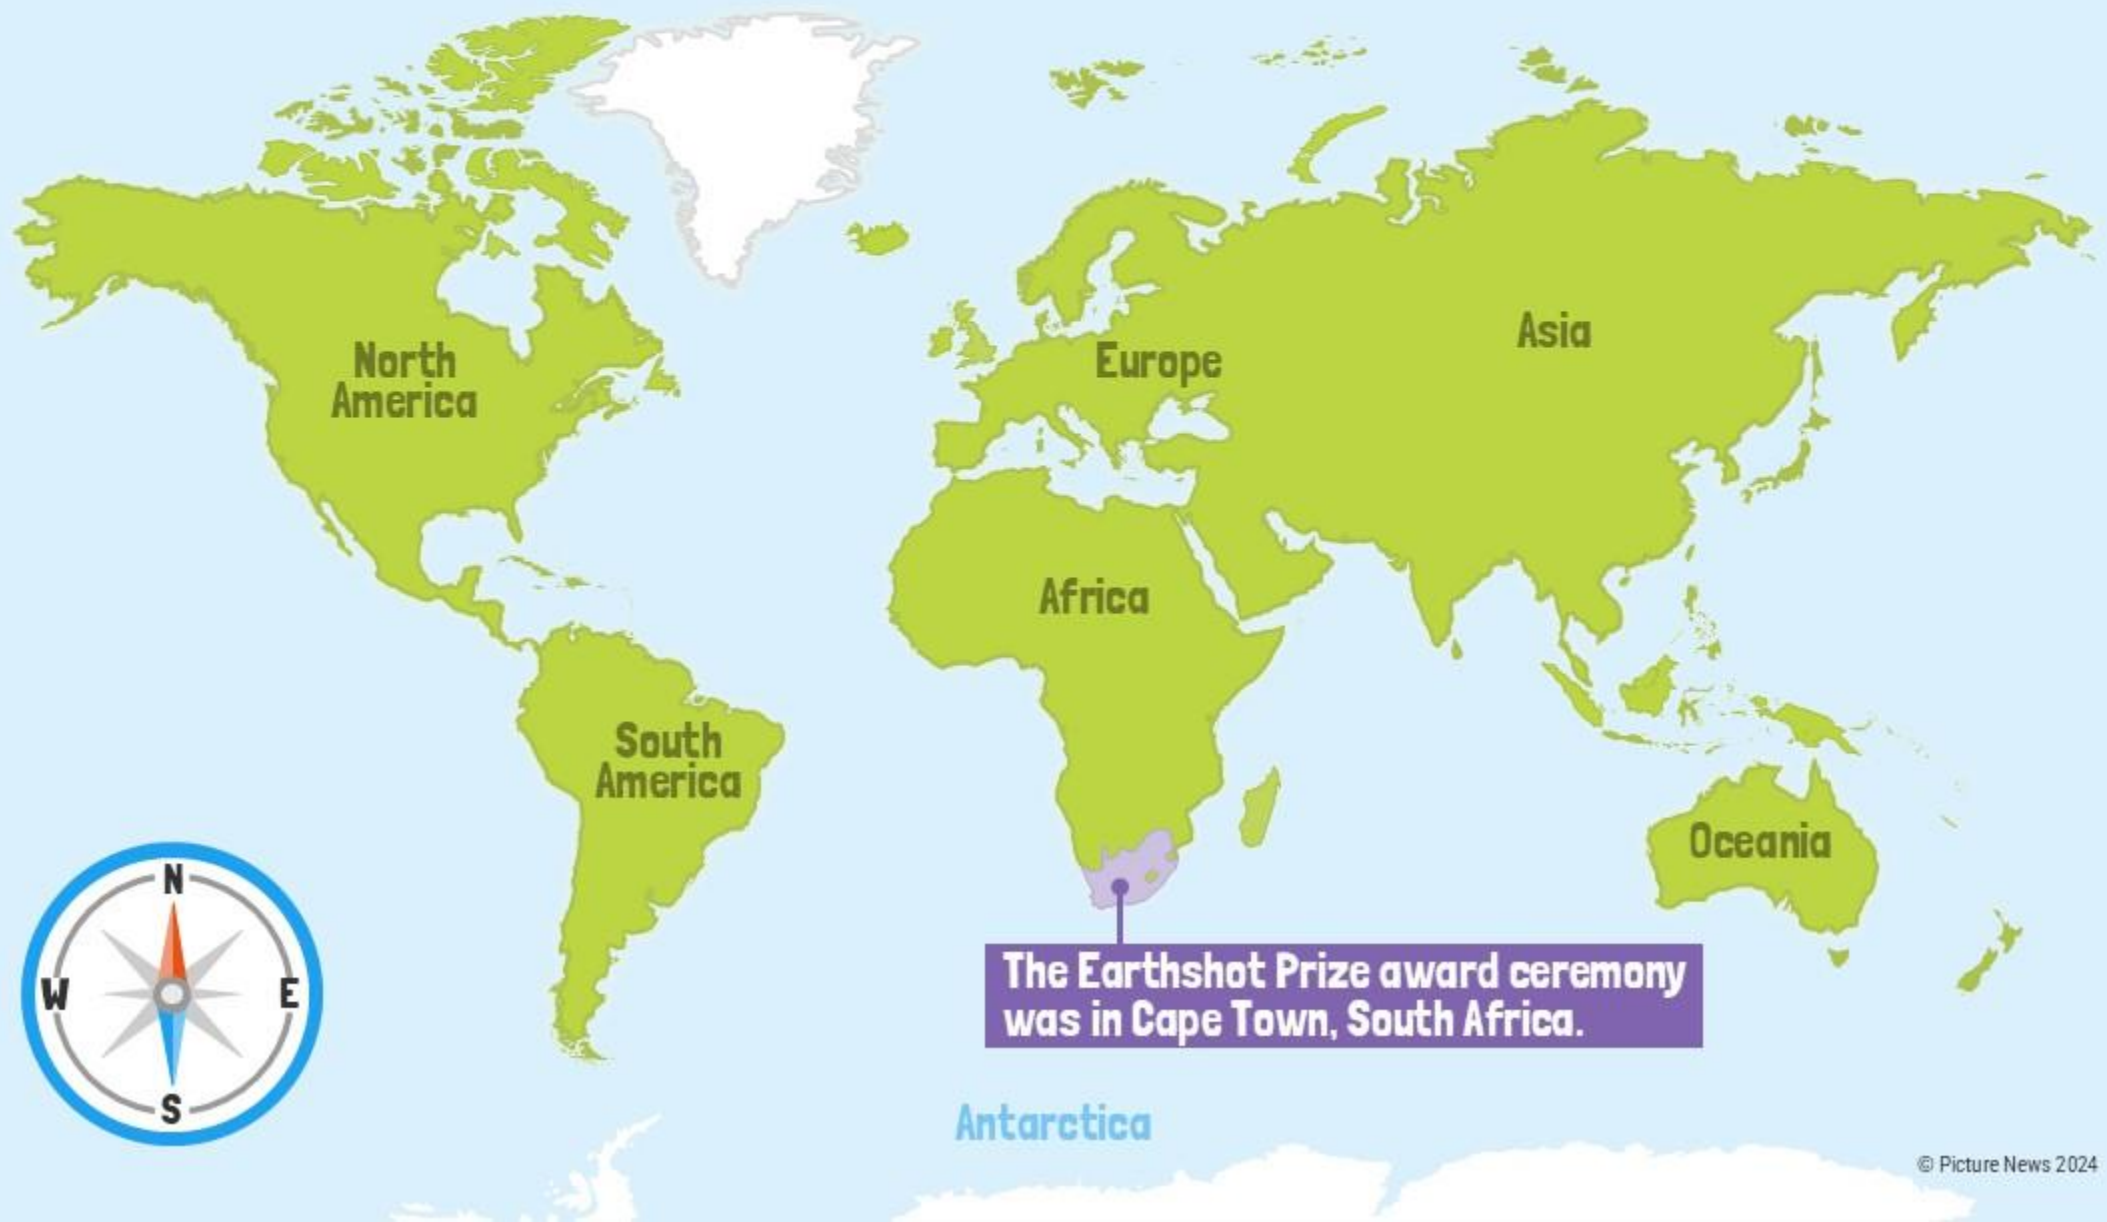 North
America
Europe
Asia
Africa
South
America
Oceania
N
W
E
S
The Earthshot Prize award ceremony
was in Cape Town, South Africa.
Antarctica
© Picture News 2024